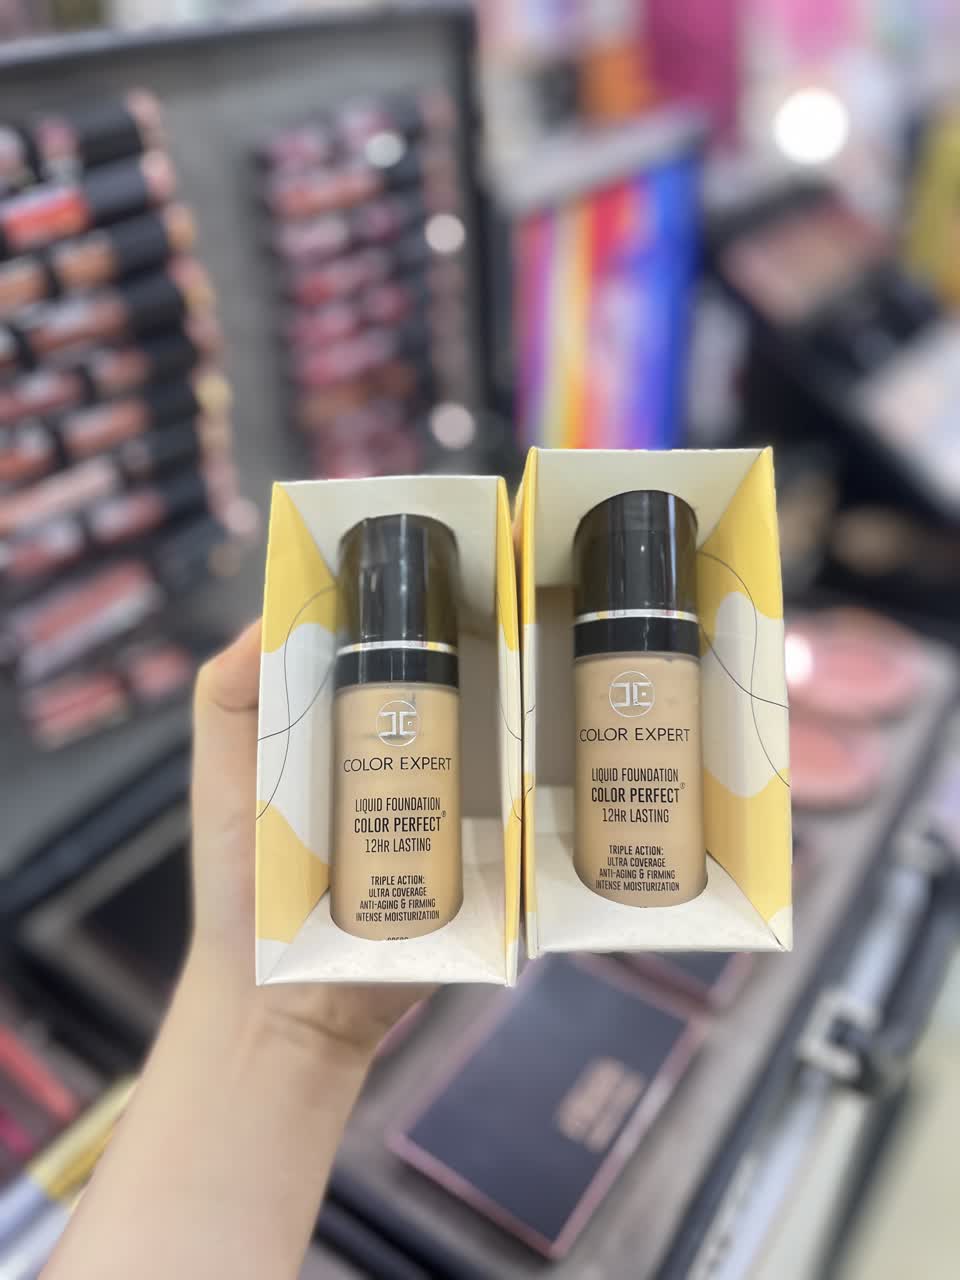 COLOR EXPERT
LIQUID FOUNDATION
COLOR PERFECT®
12HR LASTING
TRIPLE ACTION:
ULTRA COVERAGE
ANTI-AGING & FIRMING
INTENSE MOISTURIZATION
COLOR EXPERT
LIQUID FOUNDATION
COLOR PERFECT®
12HR LASTING
TRIPLE ACTION:
ULTRA COVERAGE
ANTI-AGING & FIRMING
INTENSE MOISTURIZATION